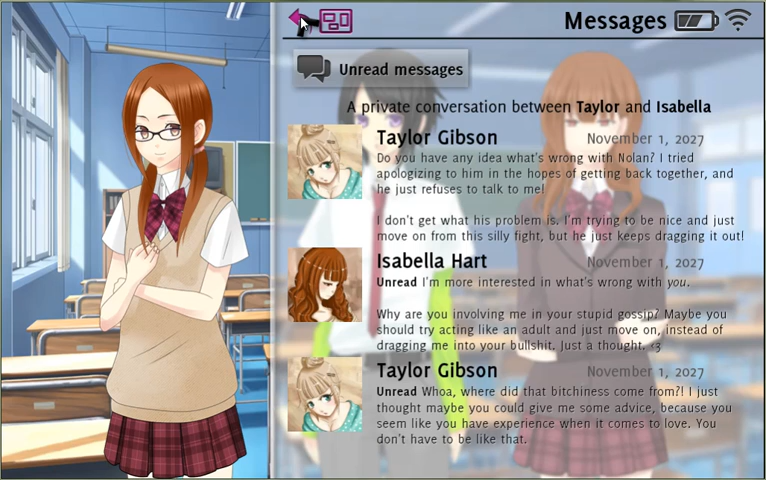 Messages
Unread messages
A private conversation between Taylor and Isabella
Taylor Gibson November 1, 2027
Do you have any idea what's wrong with Nolan? I tried
apologizing to him in the hopes of getting back together, and
he just refuses to talk to me!
I don't get what his problem is. I'm trying to be nice and just
move on from this silly fight, but he just keeps dragging it out!
Isabella Hart November 1, 2027
Unread I'm more interested in what's wrong with you.
Why are you involving me in your stupid gossip? Maybe you
should try acting like an adult and just move on, instead of
dragging me into your bullshit. Just a thought. <3
Taylor Gibson November 1, 2027
Unread Whoa, where did that bitchiness come from?! I just
thought maybe you could give me some advice, because you
seem like you have experience when it comes to love. You
don't have to be like that.